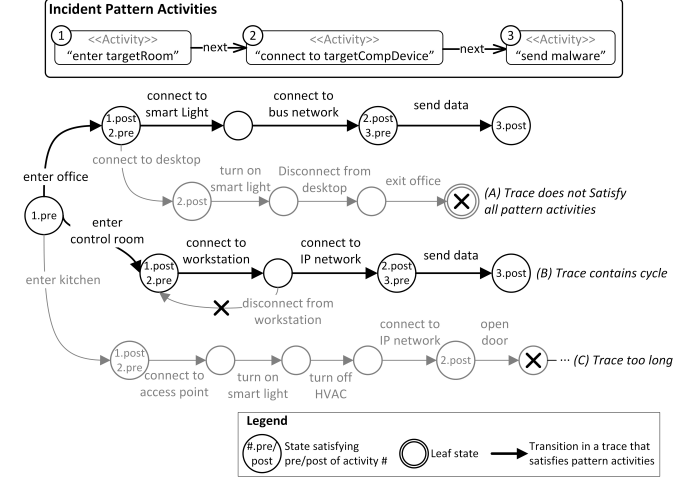 Incident Pattern Activities
1
<<Activity>>
"enter targetRoom"
next
2
<<Activity>>
"connect to targetCompDevice"
next
3
<<Activity>>
"send malware"
connect to
smart Light
connect to
bus network
send data
1.post
2.pre
2.post
3.pre
3.post
enter office
connect to desktop
turn on
smart light
Disconnect from
desktop
exit office
2.post
(A) Trace does not Satisfy
all pattern activities
1.pre
enter
control room
connect to
workstation
connect to
IP network
send data
1.post
2.pre
2.post
3.pre
3.post
(B) Trace contains cycle
enter kitchen
disconnect from
workstation
connect to
IP network
open
door
1.post
2.pre
2.post
... (C) Trace too long
connect to
access point
turn on
smart light
turn off
HVAC
Legend
#.pre/
post
State satisfying
pre/post of activity #
Leaf state
Transition in a trace that
satisfies pattern activities